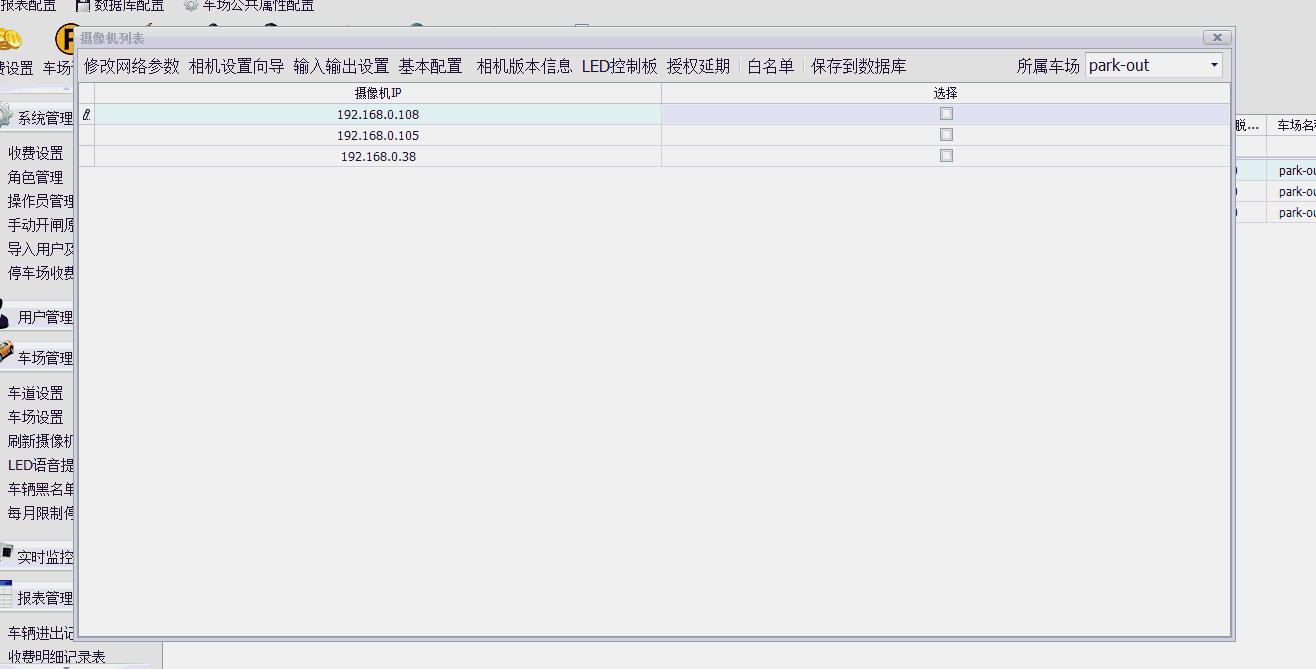 报表配置 数据库配置 车场公共属性配置
费设置 车场
摄像机列表
修改网络参数 相机设置向导 输入输出设置 基本配置 相机版本信息 LED控制板 授权延期 白名单 保存到数据库 所属车场 park-out
摄像机IP 选择
192.168.0.108
192.168.0.105
192.168.0.38
脱... 车场名
park-ou
park-ou
park-ou
系统管理
收费设置
角色管理
操作员管理
手动开闸原
导入用户及
停车场收费
用户管理
车场管理
车道设置
车场设置
刷新摄像机
LED语音提
车辆黑名单
每月限制停
实时监控
报表管理
车辆进出记
收费明细记录表